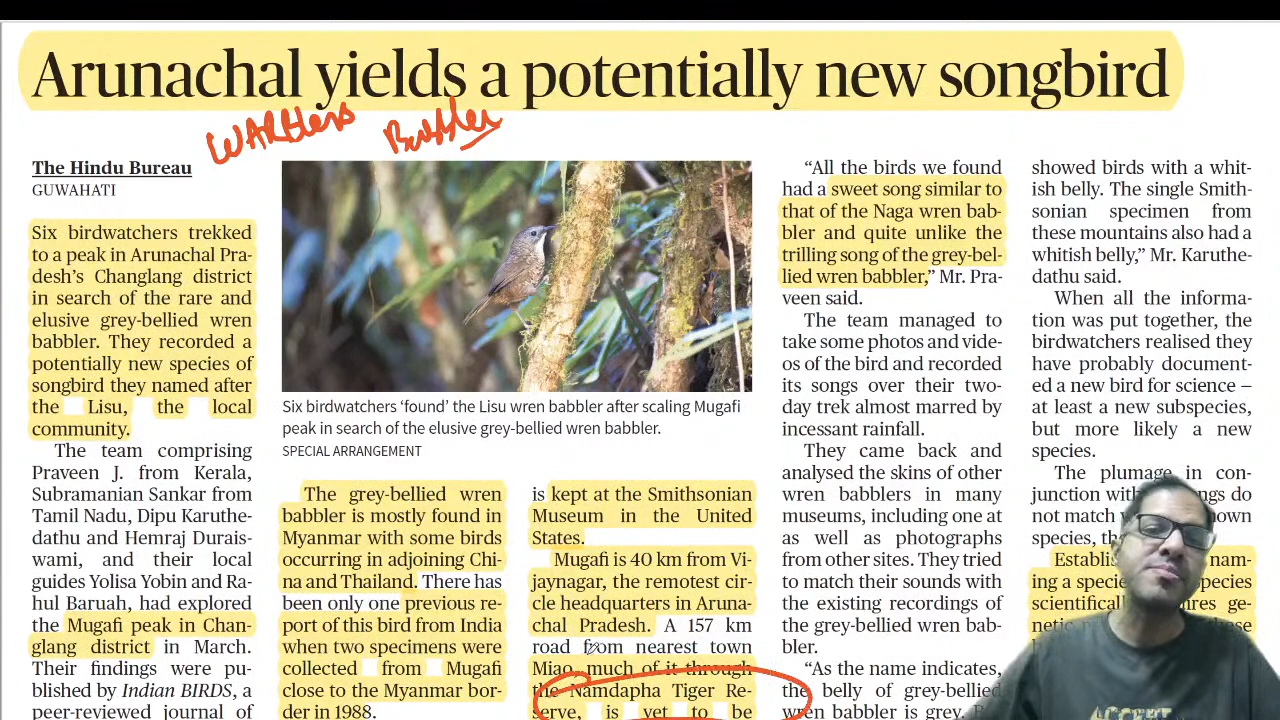 Arunachal yields a potentially new songbird
WARblers Babbler
The Hindu Bureau
GUWAHATI
Six birdwatchers trekked
to a peak in Arunachal Pra-
desh’s Changlang district
in search of the rare and
elusive grey-bellied wren
babbler. They recorded a
potentially new species of
songbird they named after
the Lisu, the local
community.
The team comprising
Praveen J. from Kerala,
Subramanian Sankar from
Tamil Nadu, Dipu Karuthe-
dathu and Hemraj Durais-
wami, and their local
guides Yolisa Yobin and Ra-
hul Baruah, had explored
the Mugafi peak in Chan-
glang district in March.
Their findings were pu-
blished by Indian BIRDS, a
peer-reviewed journal of
Six birdwatchers ‘found’ the Lisu wren babbler after scaling Mugafi
peak in search of the elusive grey-bellied wren babbler.
SPECIAL ARRANGEMENT
The grey-bellied wren
babbler is mostly found in
Myanmar with some birds
occurring in adjoining Chi-
na and Thailand. There has
been only one previous re-
port of this bird from India
when two specimens were
collected from Mugafi
close to the Myanmar bor-
der in 1988.
is kept at the Smithsonian
Museum in the United
States.
Mugafi is 40 km from Vi-
jaynagar, the remotest cir-
cle headquarters in Aruna-
chal Pradesh. A 157 km
road from nearest town
Miao, much of it through
the Namdapha Tiger Re-
serve, is yet to be
“All the birds we found
had a sweet song similar to
that of the Naga wren bab-
bler and quite unlike the
trilling song of the grey-bel-
lied wren babbler,” Mr. Pra-
veen said.
The team managed to
take some photos and vide-
os of the bird and recorded
its songs over their two-
day trek almost marred by
incessant rainfall.
They came back and
analysed the skins of other
wren babblers in many
museums, including one at
as well as photographs
from other sites. They tried
to match their sounds with
the existing recordings of
the grey-bellied wren bab-
bler.
“As the name indicates,
the belly of grey-bellied
wren babbler is grey.
showed birds with a whit-
ish belly. The single Smith-
sonian specimen from
these mountains also had a
whitish belly,” Mr. Karuthe-
dathu said.
When all the informa-
tion was put together, the
birdwatchers realised they
have probably document-
ed a new bird for science –
at least a new subspecies,
but more likely a new
species.
The plumage in con-
junction with
not match
species,
ing a